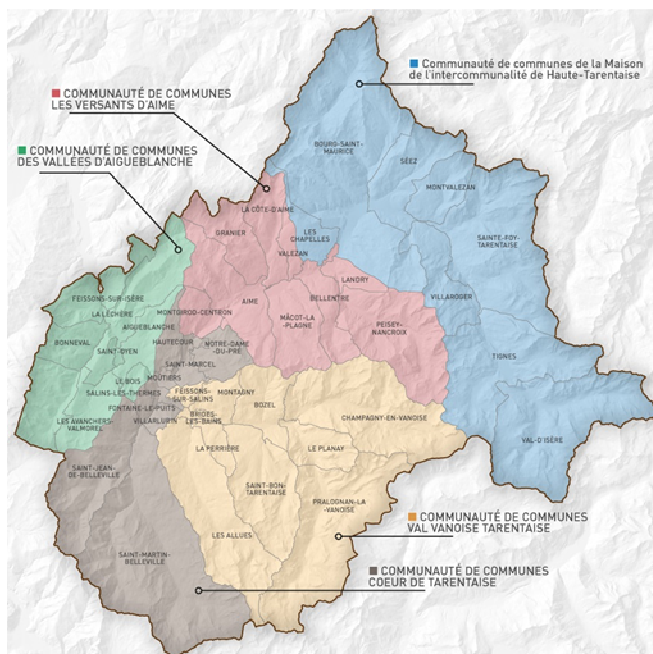 Communauté de communes de la Maison
de l'intercommunalité de Haute-Tarentaise
COMMUNAUTÉ DE COMMUNES
LES VERSANTS D'AIME
COMMUNAUTÉ DE COMMUNES
DES VALLÉES D'AIGUEBLANCHE
BOURG-SAINT-
MAURICE
SÉEZ
MONTVALEZAN
LA CÔTE-D'AIME
GRANIER
LES
CHAPELLES
SAINTE-FOY-
TARENTAISE
VALEZAN
LANDRY
VILLAROGER
FEISSONS-SUR-ISÈRE
AIME
BELLENTRE
LA LÉCHÈRE
MONTGIROD-CENTRON
MÂCOT-LA
PLAGNE
PEISEY-
NANCROIX
AIGUEBLANCHE
BONNEVAL
HAUTECOUR
NOTRE-DAME
-DU-PRÉ
SAINT-OYEN
TIGNES
SAINT-MARCEL
LE BOIS
MOÛTIERS
SALINS-LES-THERMES
FEISSONS-
SUR-SALINS
MONTAGNY
BOZEL
FONTAINE-LE-PUITS
CHAMPAGNY-EN-VANOISE
BRIDES-
LES-BAINS
LES AVANCHERS
VALMOREL
VILLARLURIN
VAL-D'ISÈRE
LA PERRIÈRE
LE PLANAY
SAINT-JEAN-
DE-BELLEVILLE
SAINT-BON-
TARENTAISE
PRALOGNAN-LA
-VANOISE
LES ALLUES
COMMUNAUTÉ DE COMMUNES
VAL VANOISE TARENTAISE
SAINT-MARTIN-
BELLEVILLE
COMMUNAUTÉ DE COMMUNES
COEUR DE TARENTAISE